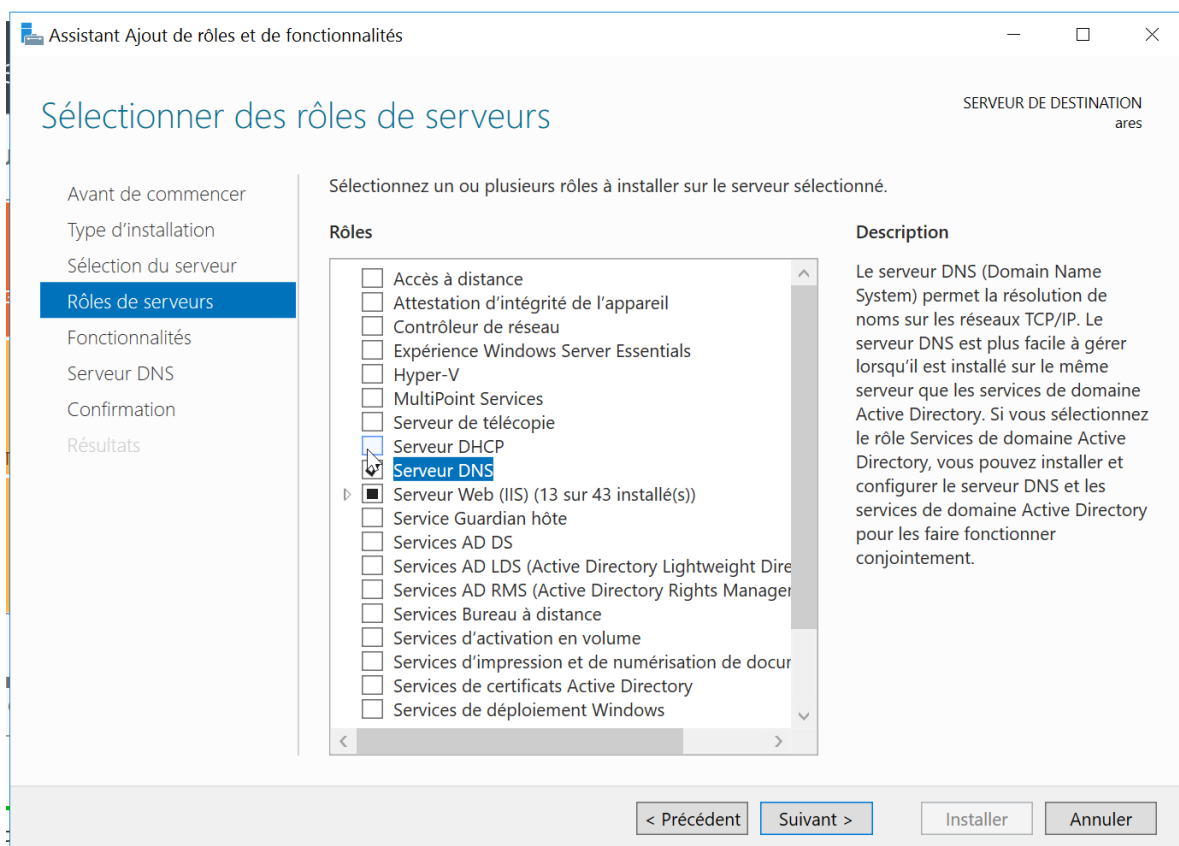 Assistant Ajout de rôles et de fonctionnalités
Sélectionner des rôles de serveurs
SERVEUR DE DESTINATION
ares
Avant de commencer
Type d'installation
Sélection du serveur
Rôles de serveurs
Fonctionnalités
Serveur DNS
Confirmation
Résultats
Sélectionnez un ou plusieurs rôles à installer sur le serveur sélectionné.
Rôles
Accès à distance
Attestation d'intégrité de l'appareil
Contrôleur de réseau
Expérience Windows Server Essentials
Hyper-V
MultiPoint Services
Serveur de télécopie
Serveur DHCP
Serveur DNS
Serveur Web (IIS) (13 sur 43 installé(s))
Service Guardian hôte
Services AD DS
Services AD LDS (Active Directory Lightweight Dire
Services AD RMS (Active Directory Rights Manager
Services Bureau à distance
Services d'activation en volume
Services d'impression et de numérisation de docur
Services de certificats Active Directory
Services de déploiement Windows
Description
Le serveur DNS (Domain Name
System) permet la résolution de
noms sur les réseaux TCP/IP. Le
serveur DNS est plus facile à gérer
lorsqu'il est installé sur le même
serveur que les services de domaine
Active Directory. Si vous sélectionnez
le rôle Services de domaine Active
Directory, vous pouvez installer et
configurer le serveur DNS et les
services de domaine Active Directory
pour les faire fonctionner
conjointement.
< Précédent
Suivant >
Installer
Annuler